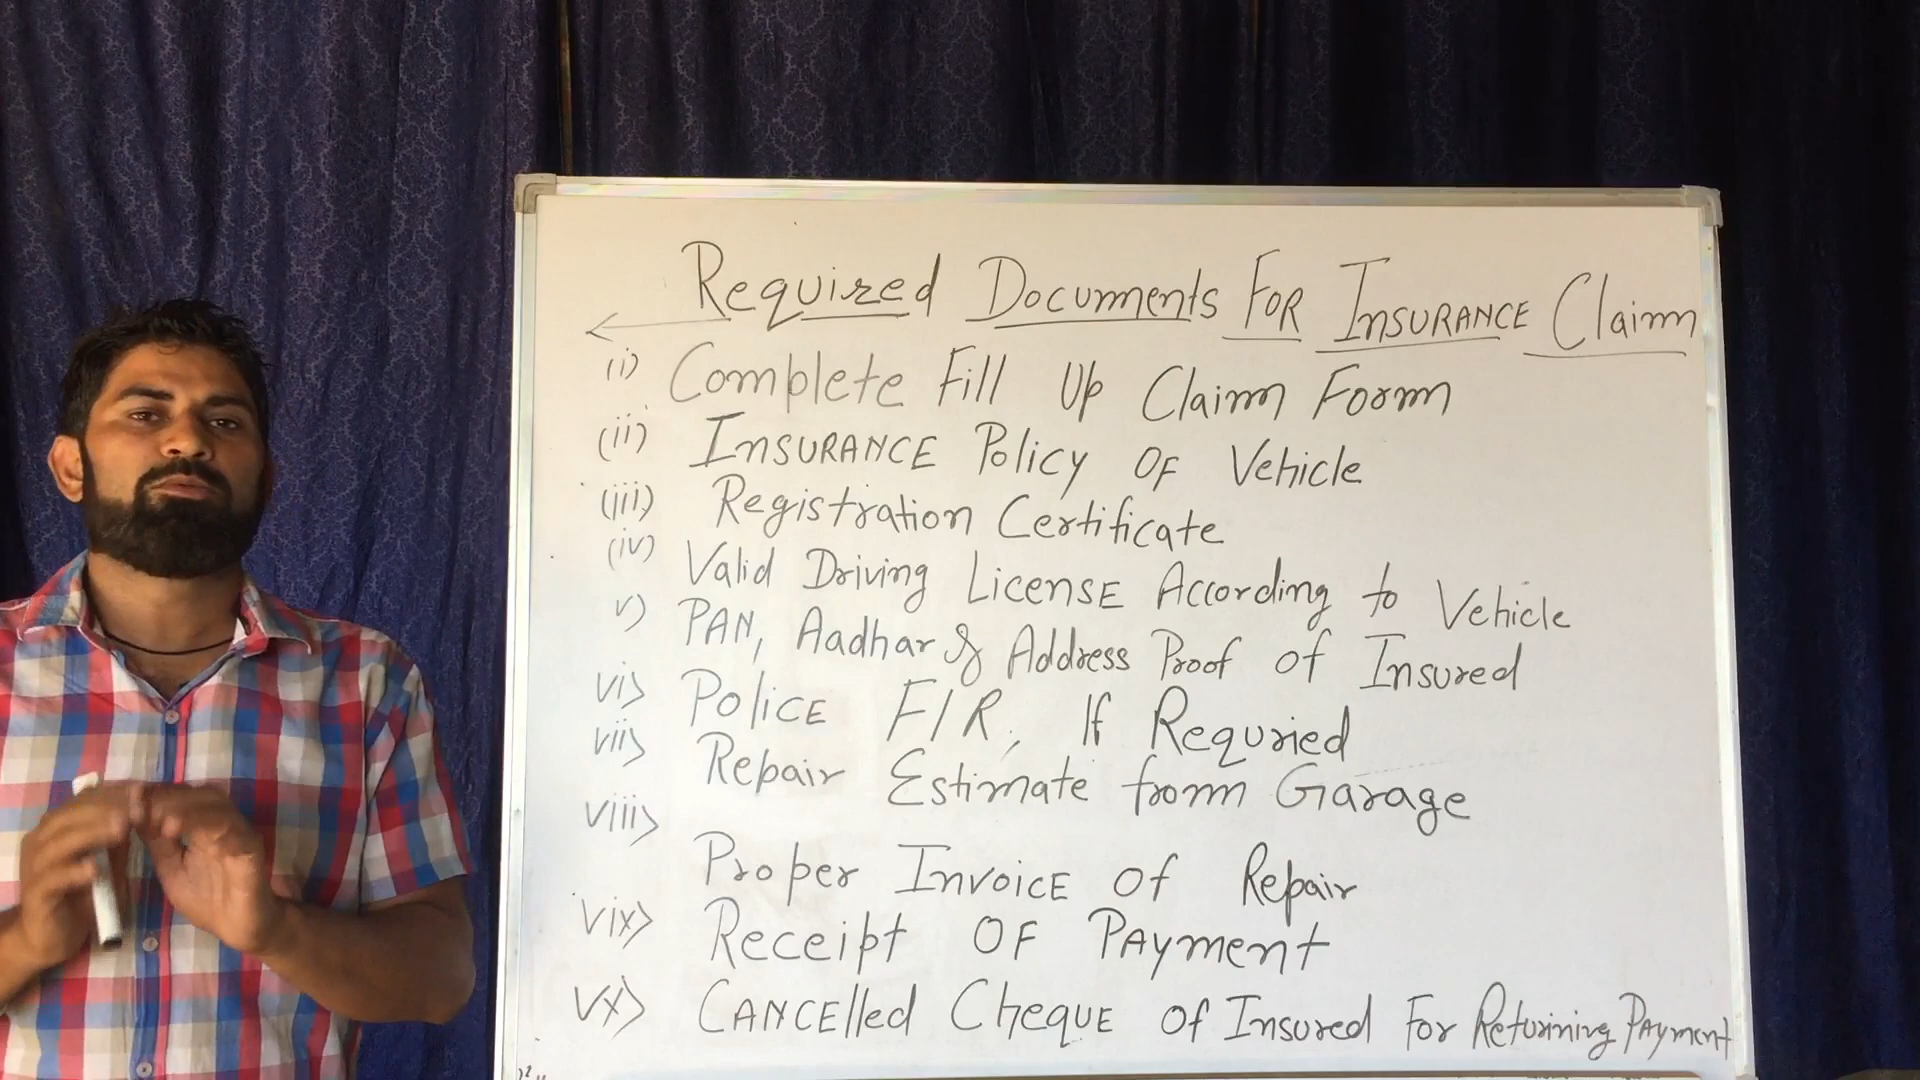 Required Documents For Insurance Claim
(i) Complete Fill Up Claim Form
(ii) Insurance Policy Of Vehicle
(iii) Registration Certificate
(iv) Valid Driving License According to Vehicle
v) PAN, Aadhar & Address Proof of Insured
vi> Police FIR, If Requried
vii> Repair Estimate from Garage
viii> Proper Invoice Of Repair
vix> Receipt OF Payment
vx> Cancelled Cheque Of Insured For Returining Payment